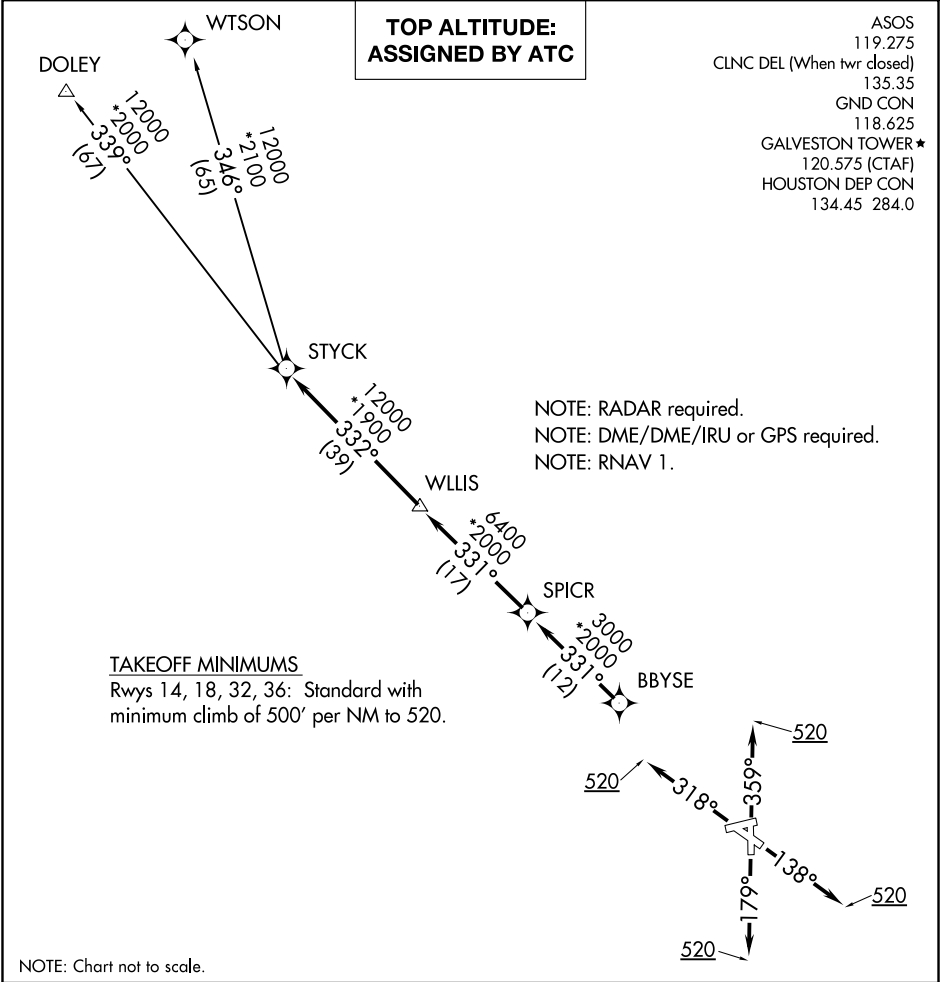 WTSON
TOP ALTITUDE:
ASSIGNED BY ATC
ASOS
119.275
CLNC DEL (When twr closed)
135.35
GND CON
118.625
GALVESTON TOWER★
120.575 (CTAF)
HOUSTON DEP CON
134.45 284.0
DOLEY
12000
*2000
339°
(67)
12000
*2100
346°
(65)
STYCK
12000
*1900
332°
(39)
NOTE: RADAR required.
NOTE: DME/DME/IRU or GPS required.
NOTE: RNAV 1.
WLLIS
6400
*2000
331°
(17)
SPICR
3000
*2000
331°
(12)
BBYSE
TAKEOFF MINIMUMS
Rwys 14, 18, 32, 36: Standard with
minimum climb of 500' per NM to 520.
520
520
318°
359°
138°
179°
520
520
NOTE: Chart not to scale.